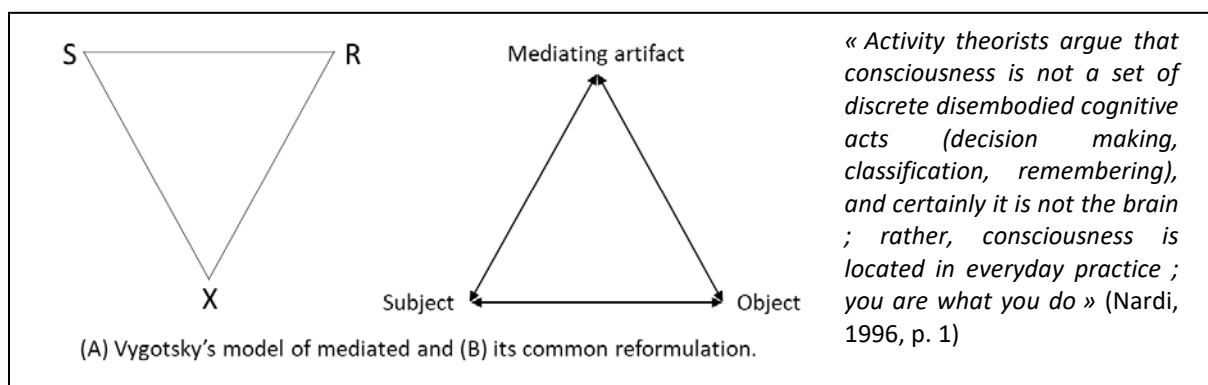 S R
X
Mediating artifact
Subject Object
(A) Vygotsky's model of mediated and (B) its common reformulation.
« Activity theorists argue that
consciousness is not a set of
discrete disembodied cognitive
acts (decision making,
classification, remembering),
and certainly it is not the brain
; rather, consciousness is
located in everyday practice ;
you are what you do » (Nardi,
1996, p. 1)